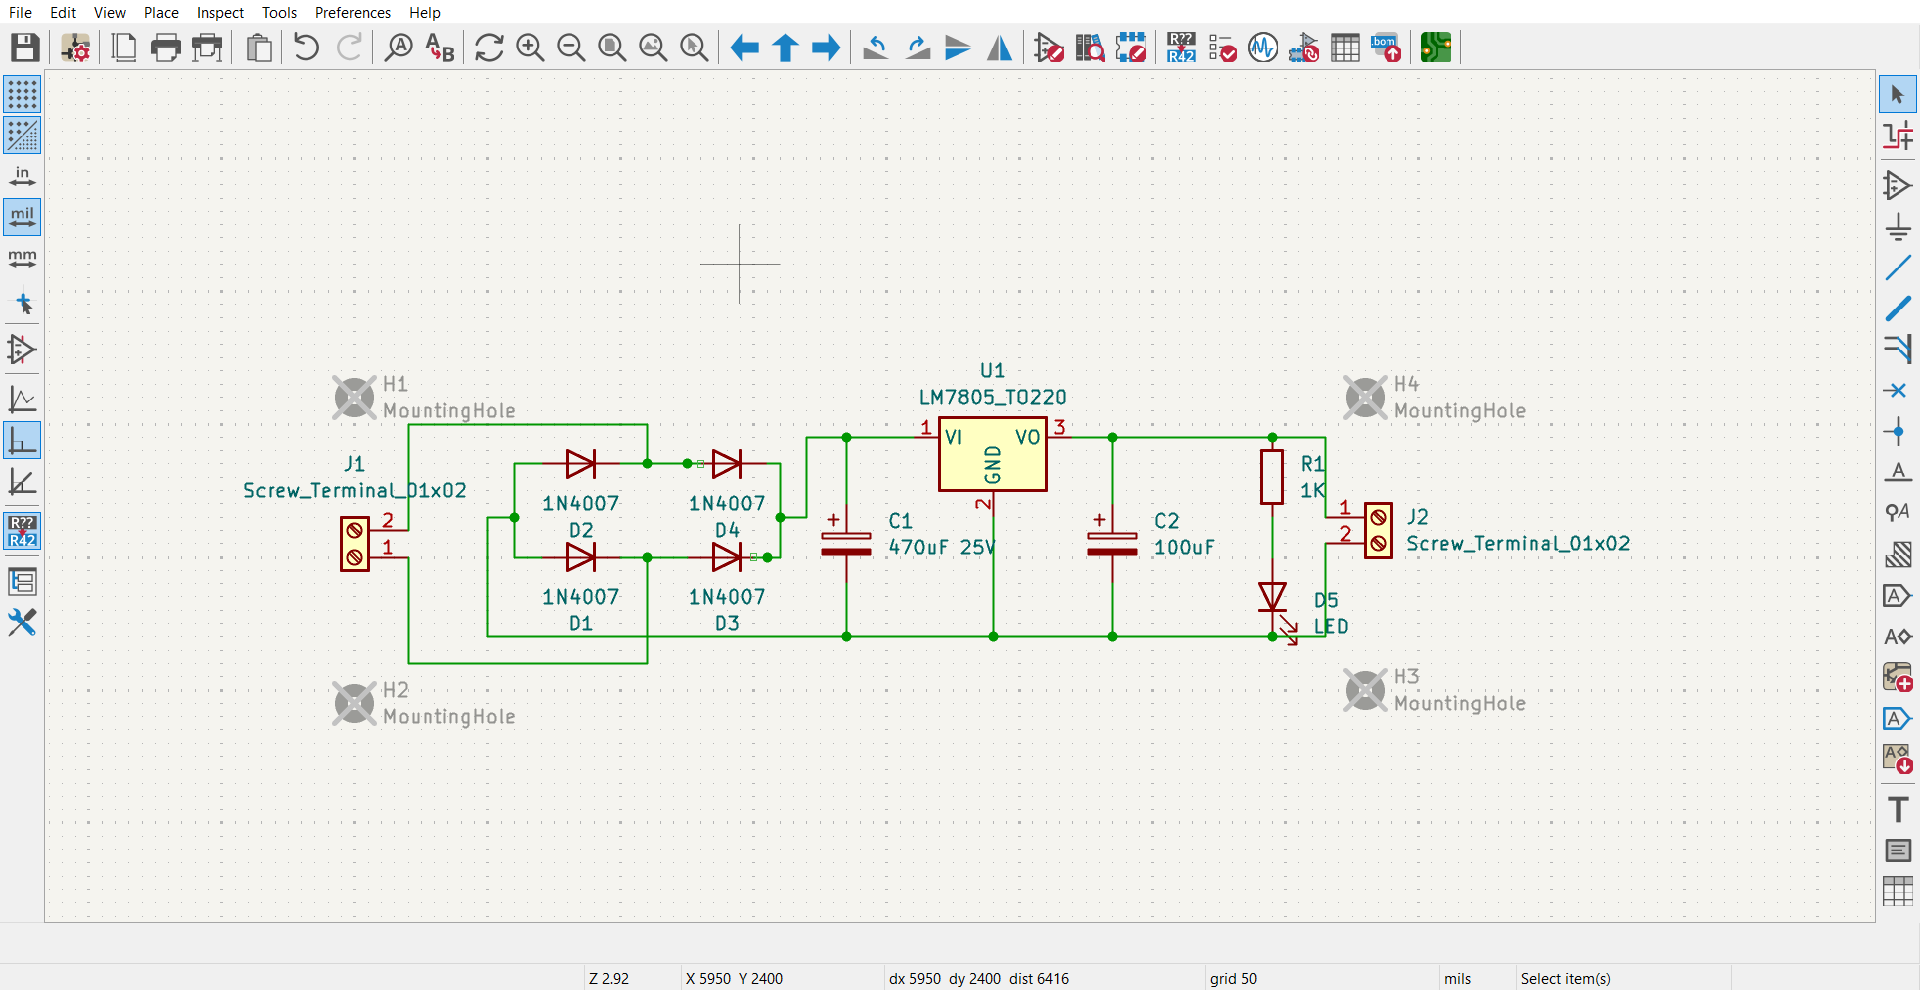 File Edit View Place Inspect Tools Preferences Help
A
A B
R??
R42
.bom
in
mil
mm
R??
R42
U1
LM7805_TO220
1 VI VO 3
GND
2
H1
MountingHole
H4
MountingHole
J1
Screw_Terminal_01x02
2
1
1N4007
D2
1N4007
D4
1N4007
D1
1N4007
D3
+ C1
470uF 25V
+ C2
100uF
R1
1K
1
2
J2
Screw_Terminal_01x02
D5
LED
H2
MountingHole
H3
MountingHole
A
A
A
A
A
A
T
Z 2.92 X 5950 Y 2400 dx 5950 dy 2400 dist 6416 grid 50 mils Select item(s)